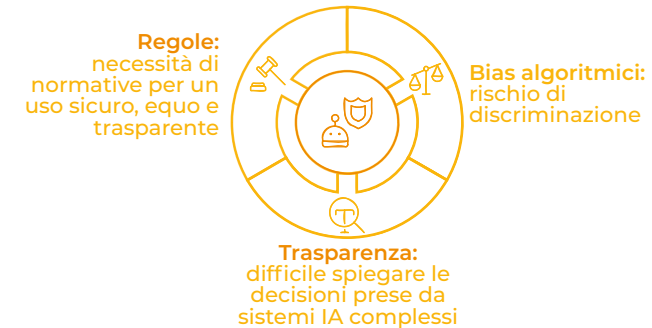 Regole:
necessità di
normative per un
uso sicuro, equo e
trasparente
Bias algoritmici:
rischio di
discriminazione
Trasparenza:
difficile spiegare le
decisioni prese da
sistemi IA complessi